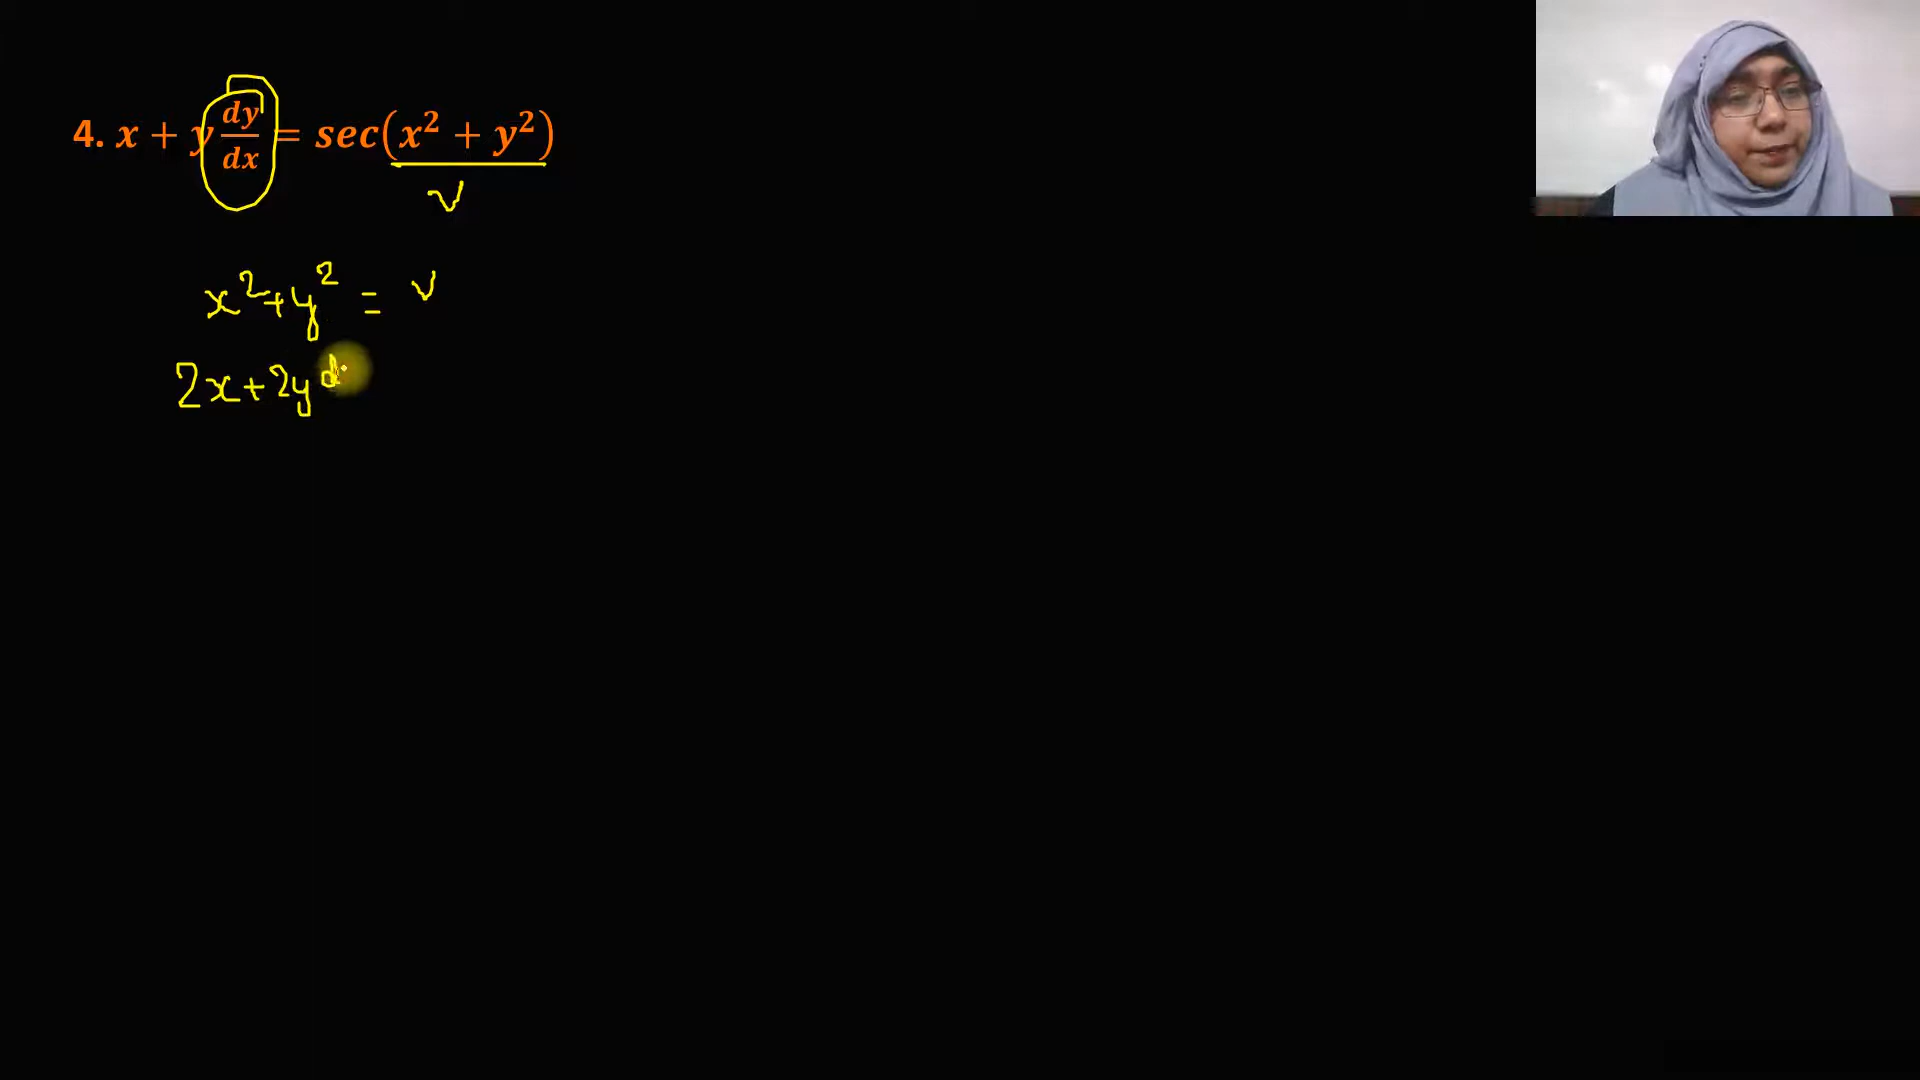 4. x + y dy/dx = sec(x² + y²)
v
x² + y² = v
2x + 2y d